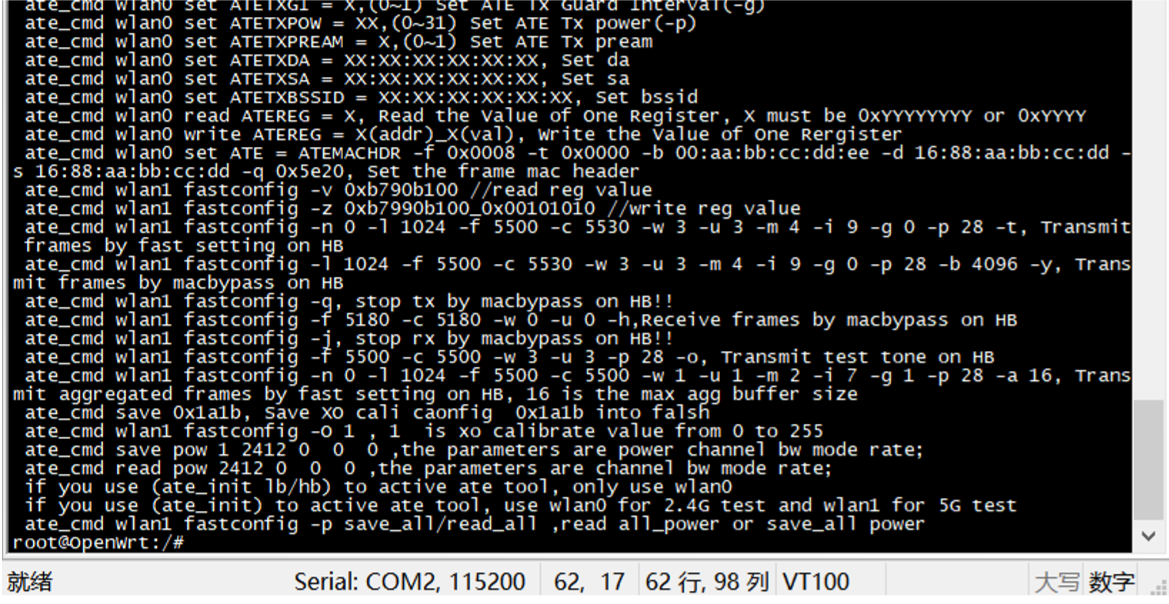 ate_cmd wlan0 set ATETXGI = X,(0~1) Set ATE Tx Guard Interval(-g)
ate_cmd wlan0 set ATETXPOW = XX,(0~31) Set ATE Tx power(-p)
ate_cmd wlan0 set ATETXPREAM = X,(0~1) Set ATE Tx pream
ate_cmd wlan0 set ATETXDA = XX:XX:XX:XX:XX:XX, Set da
ate_cmd wlan0 set ATETXSA = XX:XX:XX:XX:XX:XX, Set sa
ate_cmd wlan0 set ATETXBSSID = XX:XX:XX:XX:XX:XX, Set bssid
ate_cmd wlan0 read ATEREG = X, Read the Value of One Register, X must be 0xYYYYYYYY or 0xYYYY
ate_cmd wlan0 write ATEREG = X(addr)_X(val), Write the Value of One Rergister
ate_cmd wlan0 set ATE = ATEMACHDR -f 0x0008 -t 0x0000 -b 00:aa:bb:cc:dd:ee -d 16:88:aa:bb:cc:dd -
s 16:88:aa:bb:cc:dd -q 0x5e20, Set the frame mac header
ate_cmd wlan1 fastconfig -v 0xb790b100 //read reg value
ate_cmd wlan1 fastconfig -z 0xb7990b100_0x00101010 //write reg value
ate_cmd wlan1 fastconfig -n 0 -l 1024 -f 5500 -c 5530 -w 3 -u 3 -m 4 -i 9 -g 0 -p 28 -t, Transmit
frames by fast setting on HB
ate_cmd wlan1 fastconfig -l 1024 -f 5500 -c 5530 -w 3 -u 3 -m 4 -i 9 -g 0 -p 28 -b 4096 -y, Trans
mit frames by macbypass on HB
ate_cmd wlan1 fastconfig -q, stop tx by macbypass on HB!!
ate_cmd wlan1 fastconfig -f 5180 -c 5180 -w 0 -u 0 -h,Receive frames by macbypass on HB
ate_cmd wlan1 fastconfig -j, stop rx by macbypass on HB!!
ate_cmd wlan1 fastconfig -f 5500 -c 5500 -w 3 -u 3 -p 28 -o, Transmit test tone on HB
ate_cmd wlan1 fastconfig -n 0 -l 1024 -f 5500 -c 5500 -w 1 -u 1 -m 2 -i 7 -g 1 -p 28 -a 16, Trans
mit aggregated frames by fast setting on HB, 16 is the max agg buffer size
ate_cmd save 0x1a1b, Save XO cali caonfig  0x1a1b into falsh
ate_cmd wlan1 fastconfig -O 1 , 1  is xo calibrate value from 0 to 255
ate_cmd save pow 1 2412 0  0  0 ,the parameters are power channel bw mode rate;
ate_cmd read pow 2412 0  0  0 ,the parameters are channel bw mode rate;
if you use (ate_init lb/hb) to active ate tool, only use wlan0
if you use (ate_init) to active ate tool, use wlan0 for 2.4G test and wlan1 for 5G test
ate_cmd wlan1 fastconfig -p save_all/read_all ,read all_power or save_all power
root@OpenWrt:/#
就绪 Serial: COM2, 115200 62, 17 62 行, 98 列 VT100 大写 数字